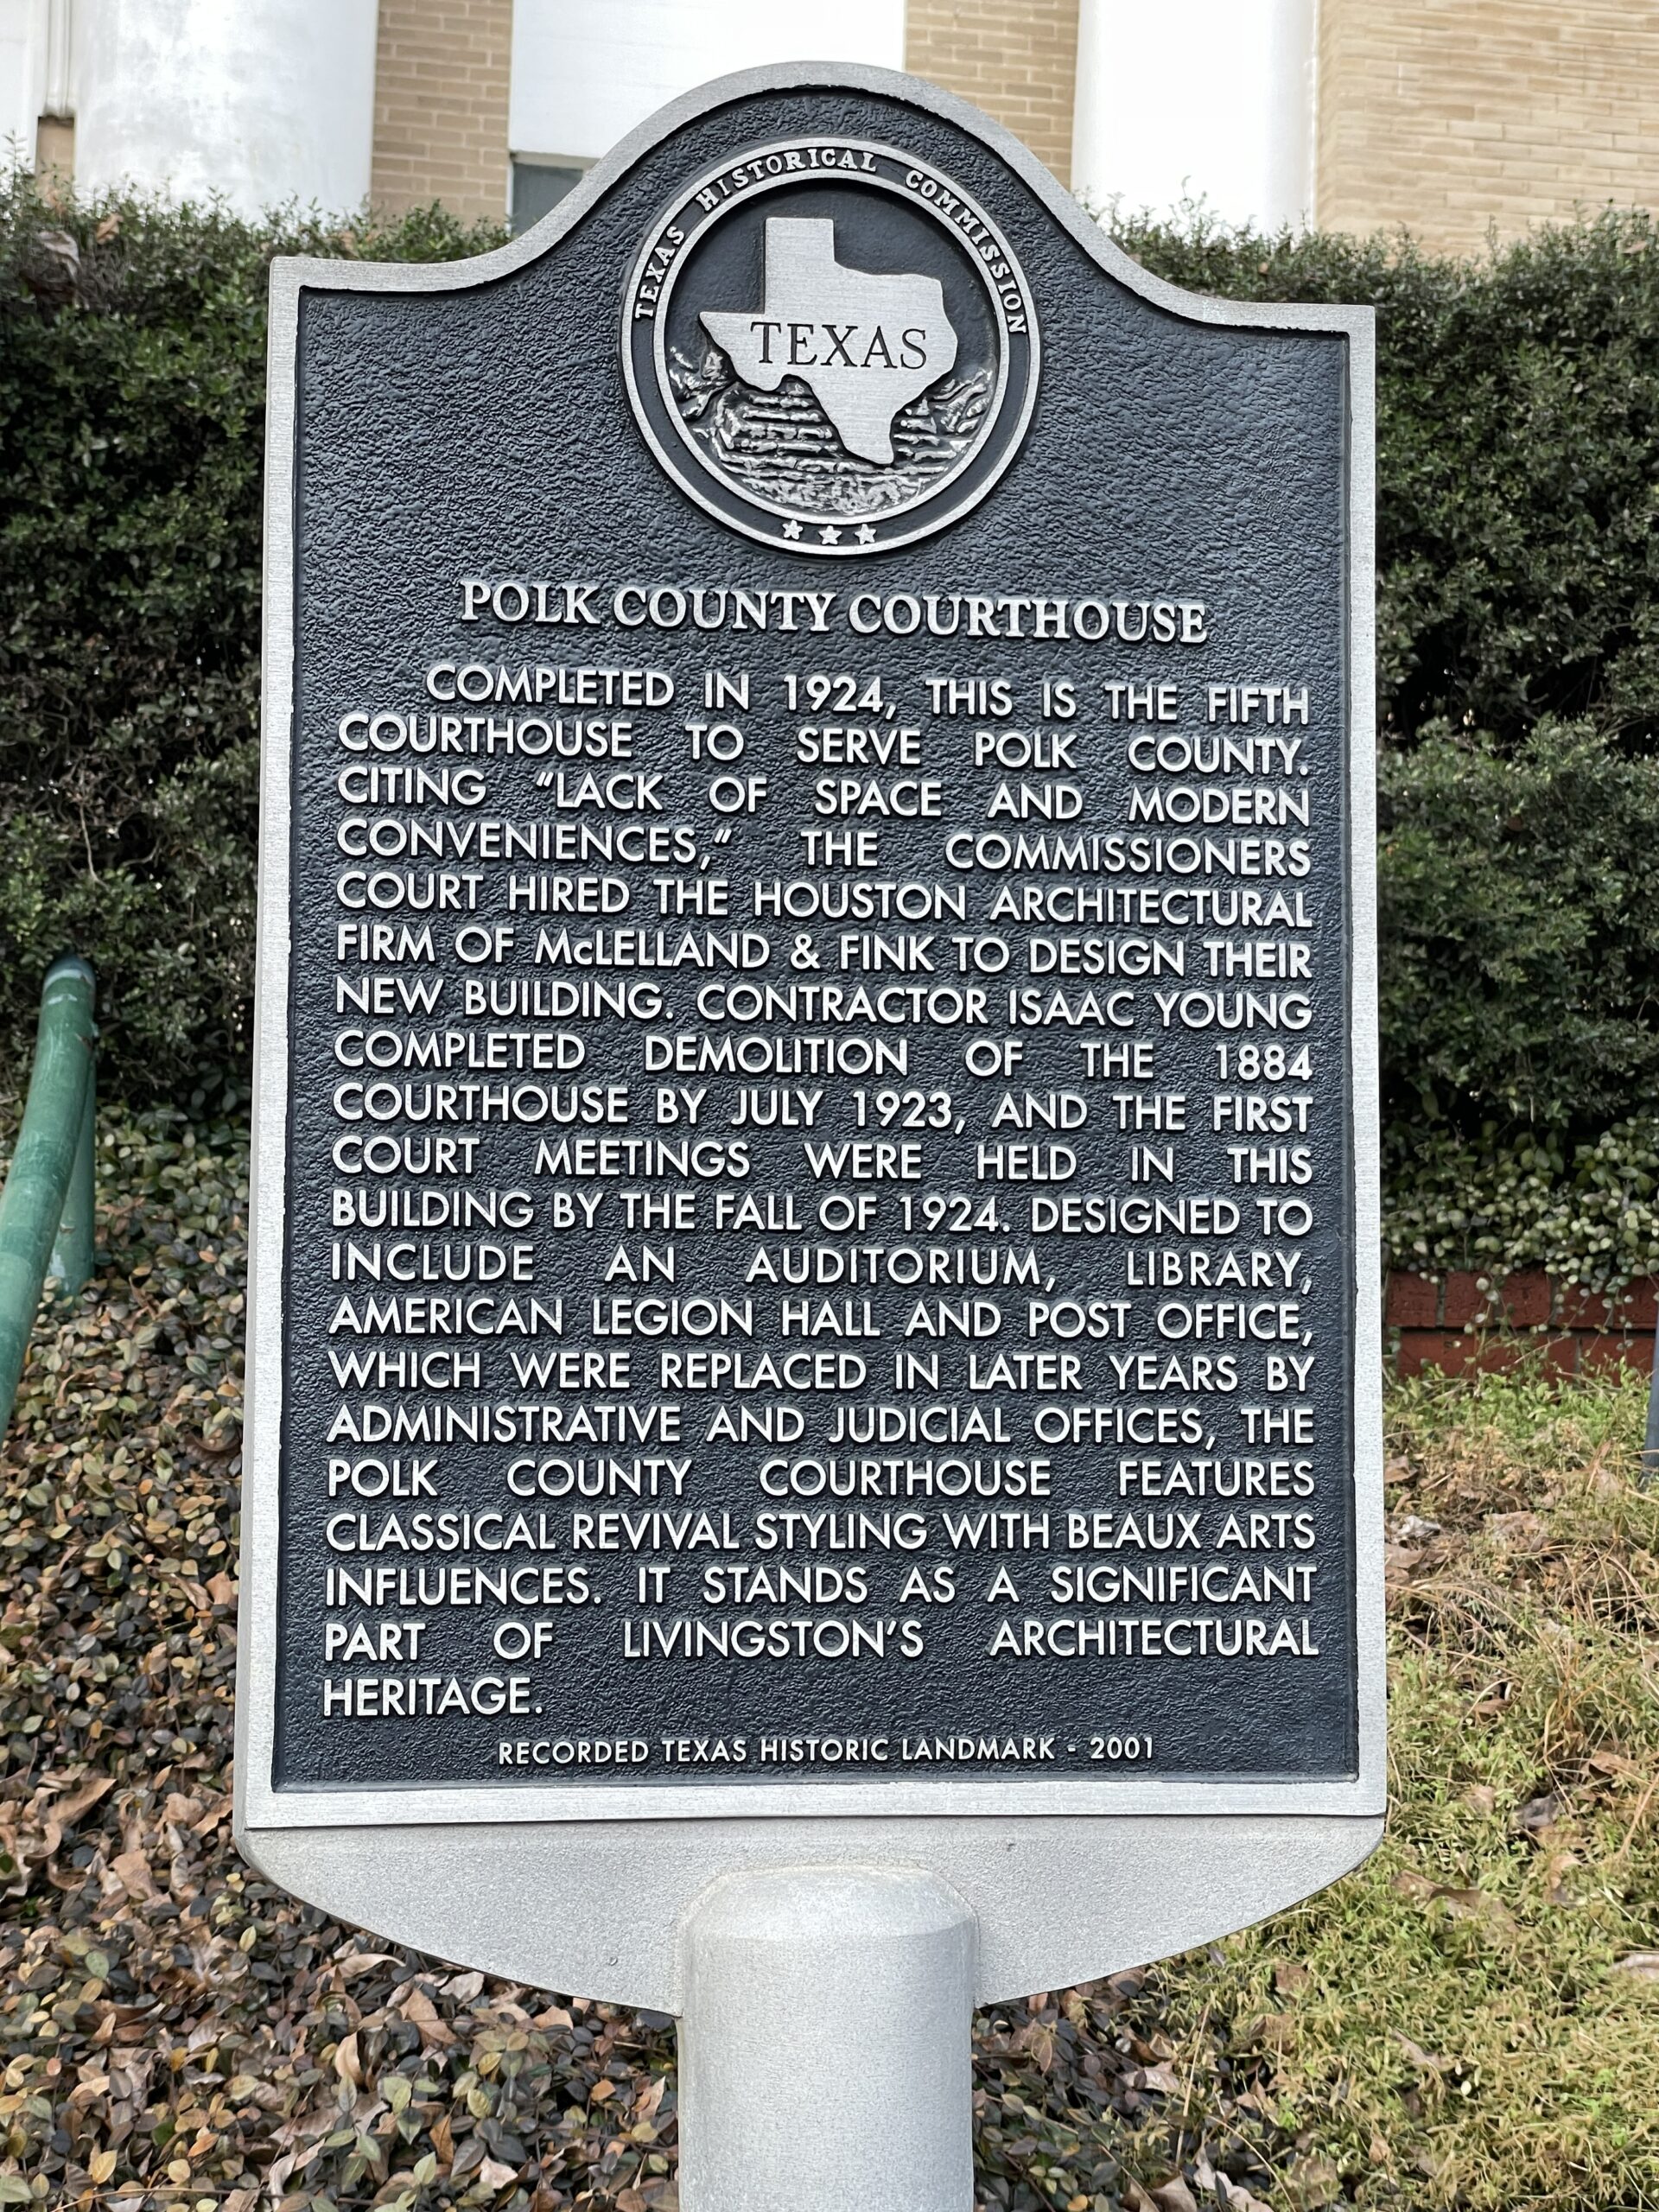 TEXAS HISTORICAL COMMISSION
TEXAS
POLK COUNTY COURTHOUSE
COMPLETED IN 1924, THIS IS THE FIFTH
COURTHOUSE TO SERVE POLK COUNTY.
CITING "LACK OF SPACE AND MODERN
CONVENIENCES," THE COMMISSIONERS
COURT HIRED THE HOUSTON ARCHITECTURAL
FIRM OF McLELLAND & FINK TO DESIGN THEIR
NEW BUILDING. CONTRACTOR ISAAC YOUNG
COMPLETED DEMOLITION OF THE 1884
COURTHOUSE BY JULY 1923, AND THE FIRST
COURT MEETINGS WERE HELD IN THIS
BUILDING BY THE FALL OF 1924. DESIGNED TO
INCLUDE AN AUDITORIUM, LIBRARY,
AMERICAN LEGION HALL AND POST OFFICE,
WHICH WERE REPLACED IN LATER YEARS BY
ADMINISTRATIVE AND JUDICIAL OFFICES, THE
POLK COUNTY COURTHOUSE FEATURES
CLASSICAL REVIVAL STYLING WITH BEAUX ARTS
INFLUENCES. IT STANDS AS A SIGNIFICANT
PART OF LIVINGSTON'S ARCHITECTURAL
HERITAGE.
RECORDED TEXAS HISTORIC LANDMARK - 2001